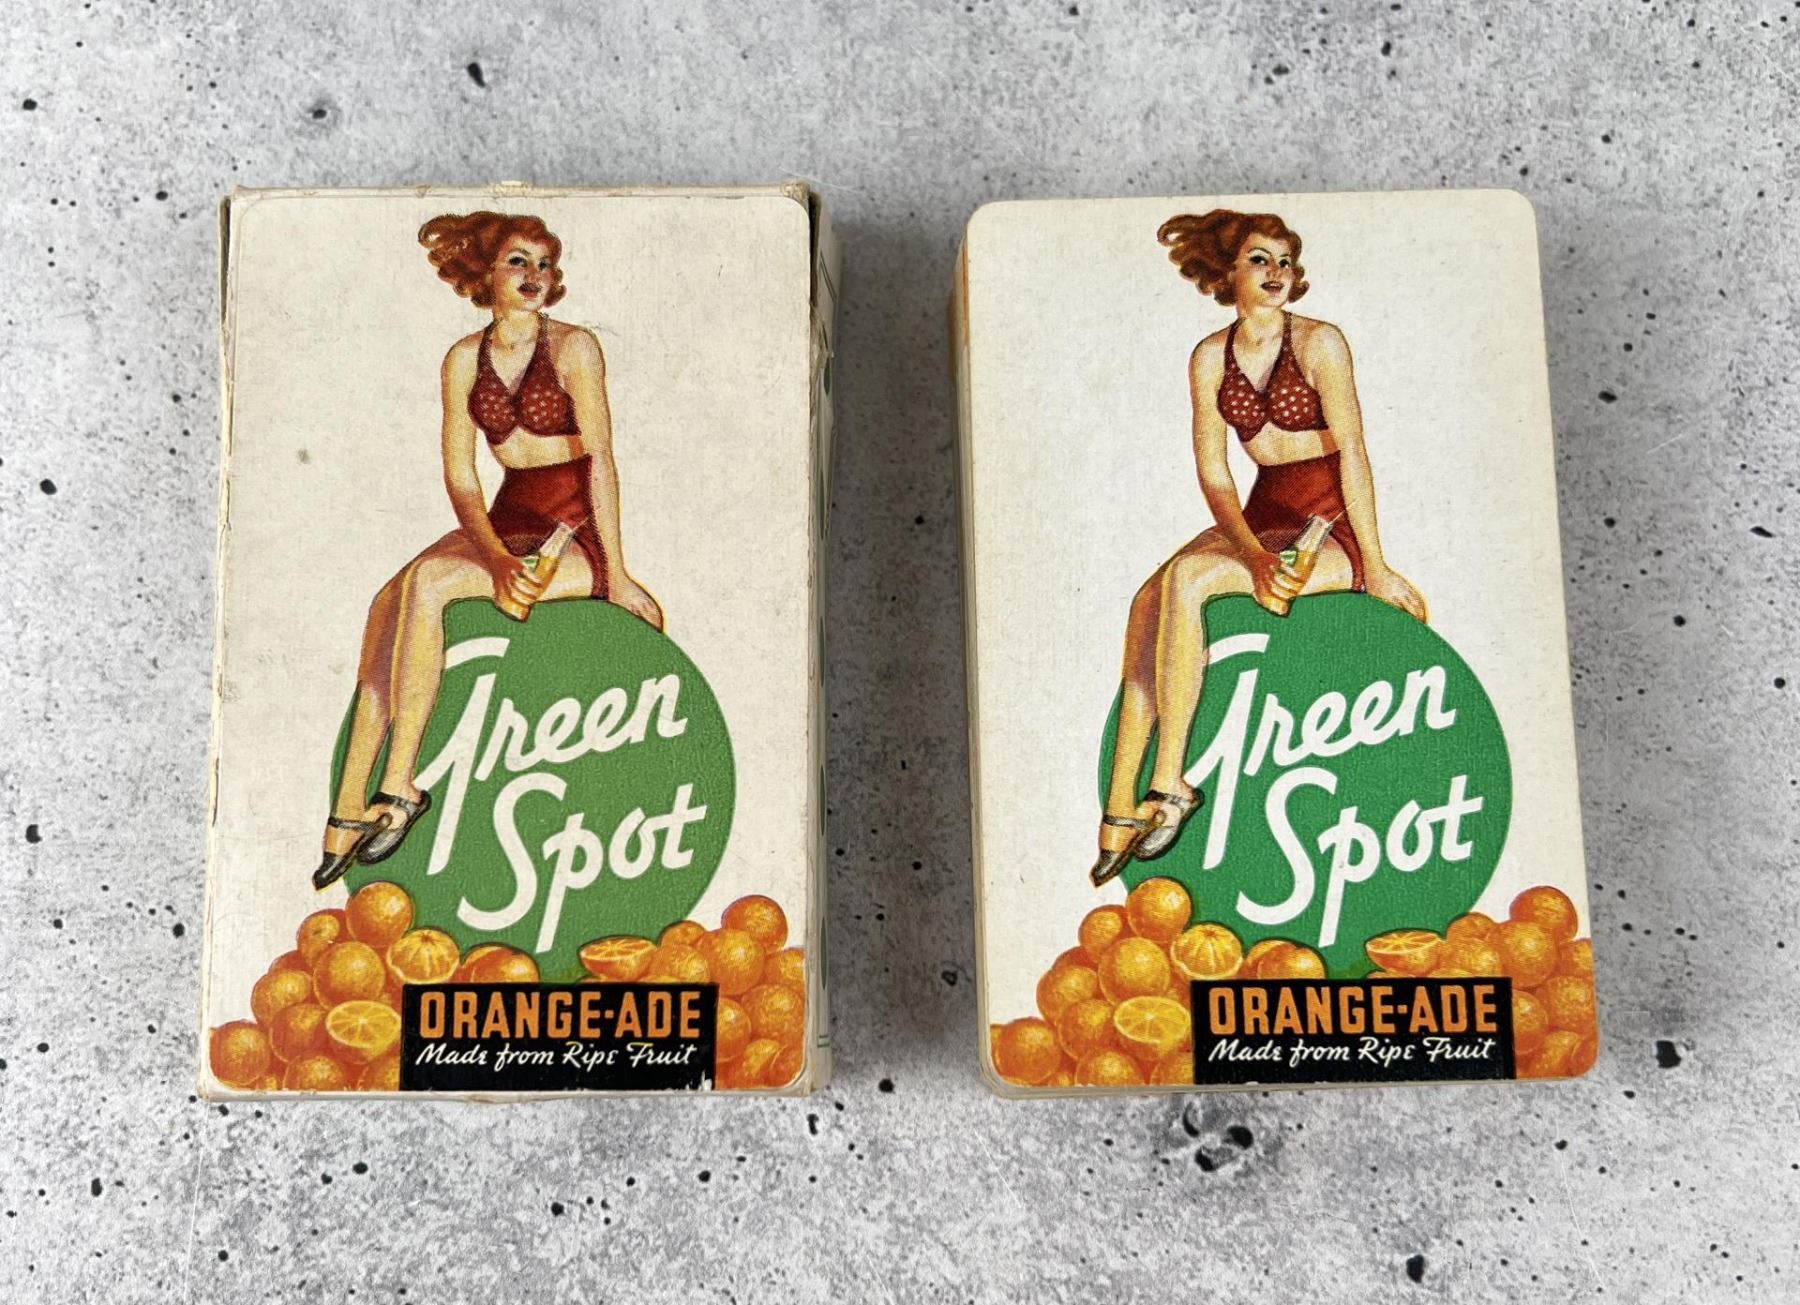 Green
Spot
ORANGE-ADE
Made from Ripe Fruit
Green
Spot
ORANGE-ADE
Made from Ripe Fruit